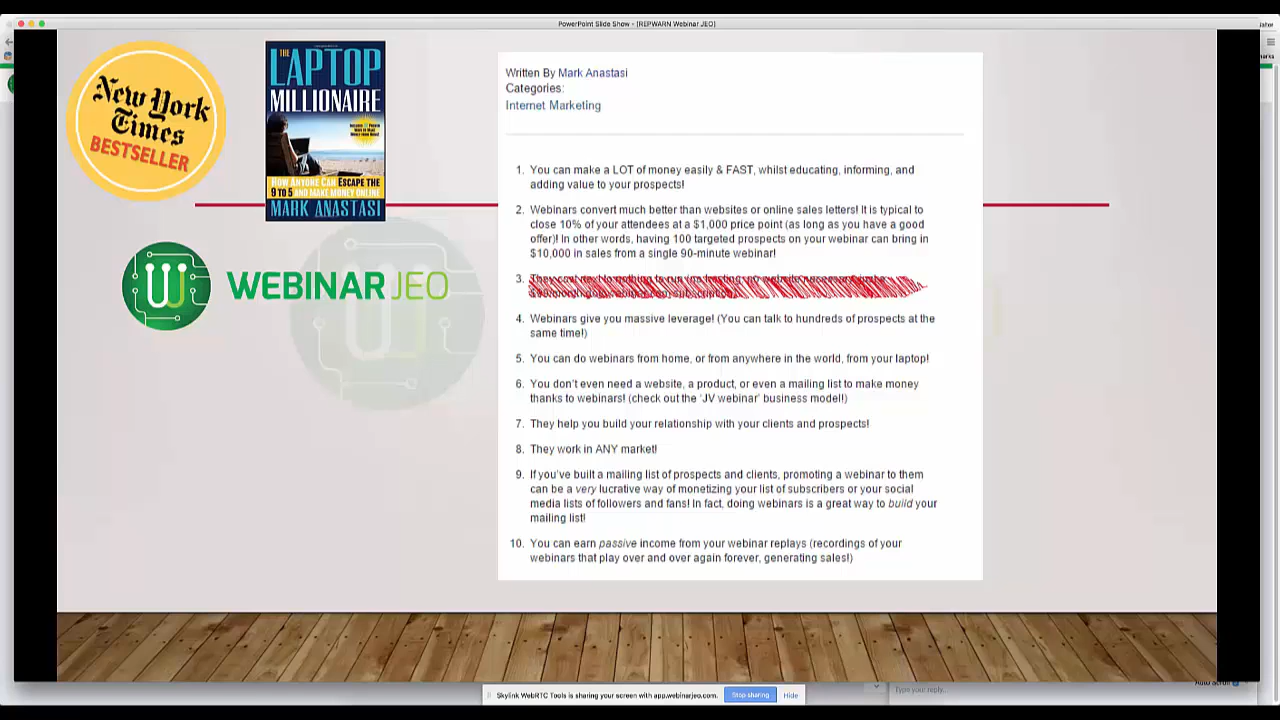 PowerPoint Slide Show - [REPWARN Webinar JEO]
New York
Times
BESTSELLER
THE
LAPTOP
MILLIONAIRE
HOW ANYONE CAN ESCAPE THE
9 TO 5 AND MAKE MONEY ONLINE
MARK ANASTASI
WEBINAR JEO
Written By Mark Anastasi
Categories:
Internet Marketing
1. You can make a LOT of money easily & FAST, whilst educating, informing, and
adding value to your prospects!
2. Webinars convert much better than websites or online sales letters! It is typical to
close 10% of your attendees at a $1,000 price point (as long as you have a good
offer)! In other words, having 100 targeted prospects on your webinar can bring in
$10,000 in sales from a single 90-minute webinar!
3.
4. Webinars give you massive leverage! (You can talk to hundreds of prospects at the
same time!)
5. You can do webinars from home, or from anywhere in the world, from your laptop!
6. You don't even need a website, a product, or even a mailing list to make money
thanks to webinars! (check out the 'JV webinar' business model!)
7. They help you build your relationship with your clients and prospects!
8. They work in ANY market!
9. If you've built a mailing list of prospects and clients, promoting a webinar to them
can be a very lucrative way of monetizing your list of subscribers or your social
media lists of followers and fans! In fact, doing webinars is a great way to build your
mailing list!
10. You can earn passive income from your webinar replays (recordings of your
webinars that play over and over again forever, generating sales!)
Skylink WebRTC Tools is sharing your screen with app.webinarjeo.com.
Stop sharing
Hide
Auto Scroll
Type your reply...